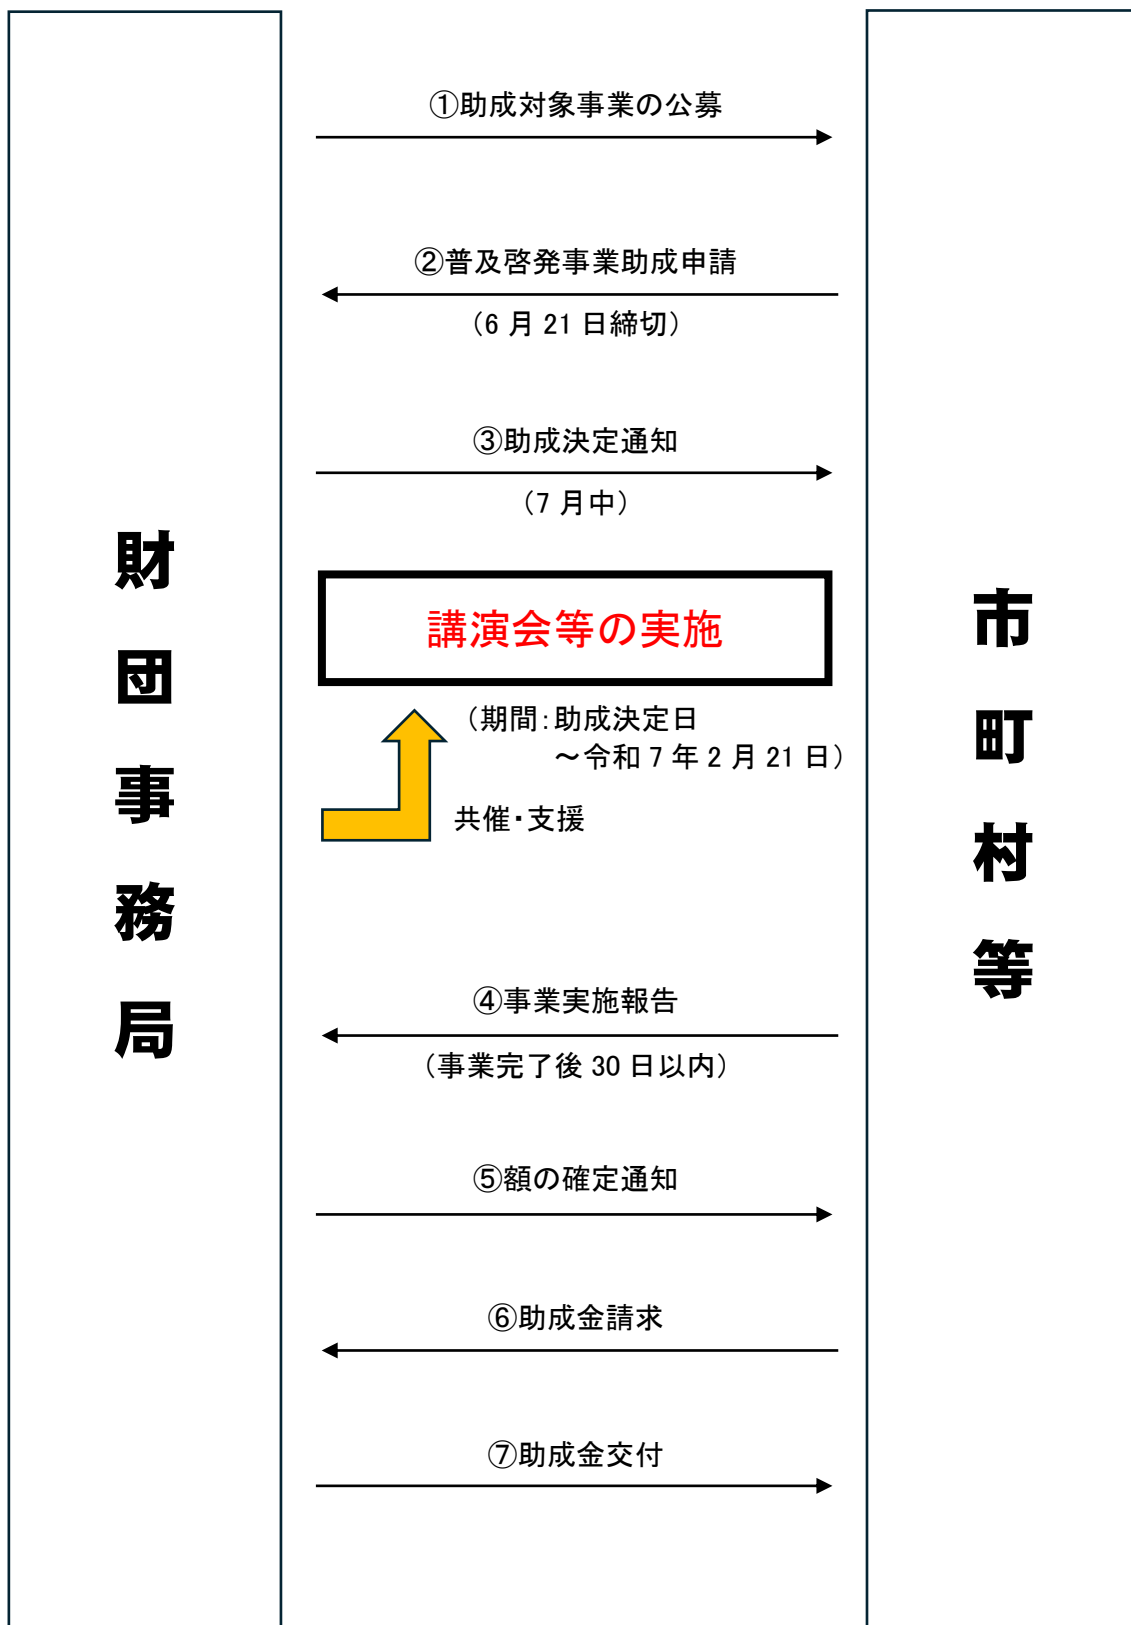 ①助成対象事業の公募
②普及啓発事業助成申請
（6 月 21 日締切）
③助成決定通知
（7 月中）
財団事務局
講演会等の実施
市町村等
（期間：助成決定日
～令和 7 年 2 月 21 日）
共催・支援
④事業実施報告
（事業完了後 30 日以内）
⑤額の確定通知
⑥助成金請求
⑦助成金交付